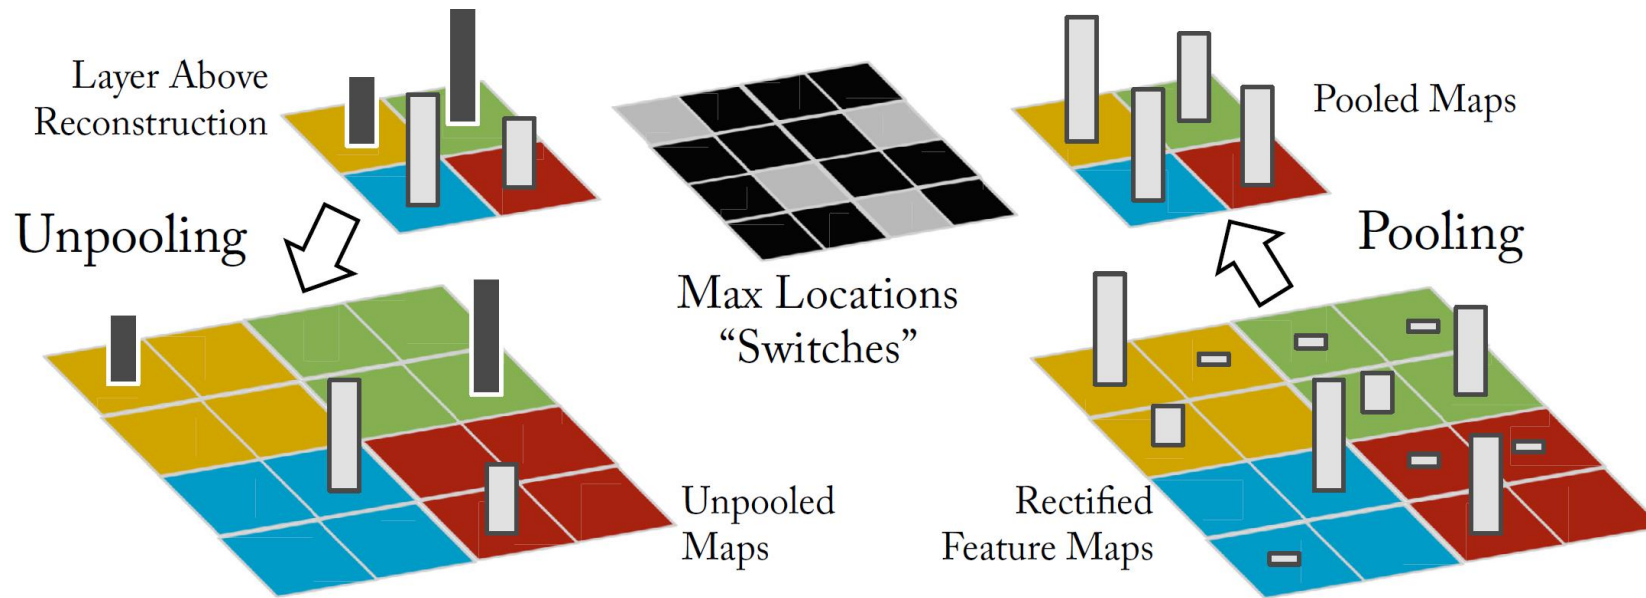 Layer Above
Reconstruction
Pooled Maps
Unpooling
Pooling
Max Locations
“Switches”
Unpooled
Maps
Rectified
Feature Maps